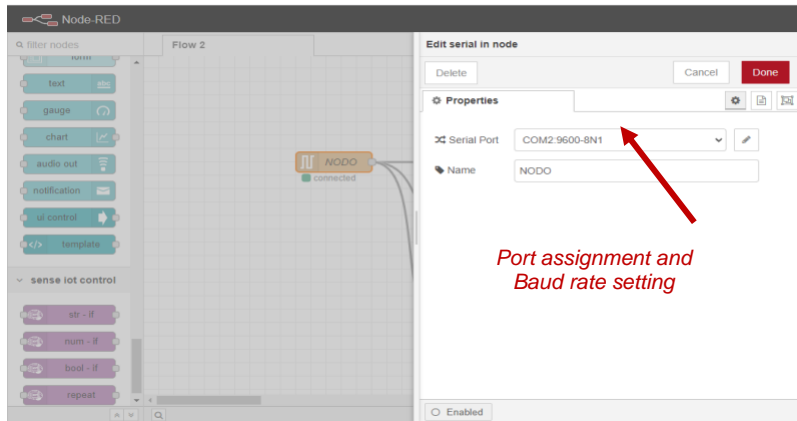 Node-RED
filter nodes
Flow 2
form
text
gauge
chart
audio out
notification
ui control
</> template
sense iot control
str - if
num - if
bool - if
repeat
NODO
connected
Edit serial in node
Delete
Cancel
Done
Properties
Serial Port
COM2:9600-8N1
Name
NODO
Port assignment and
Baud rate setting
Enabled